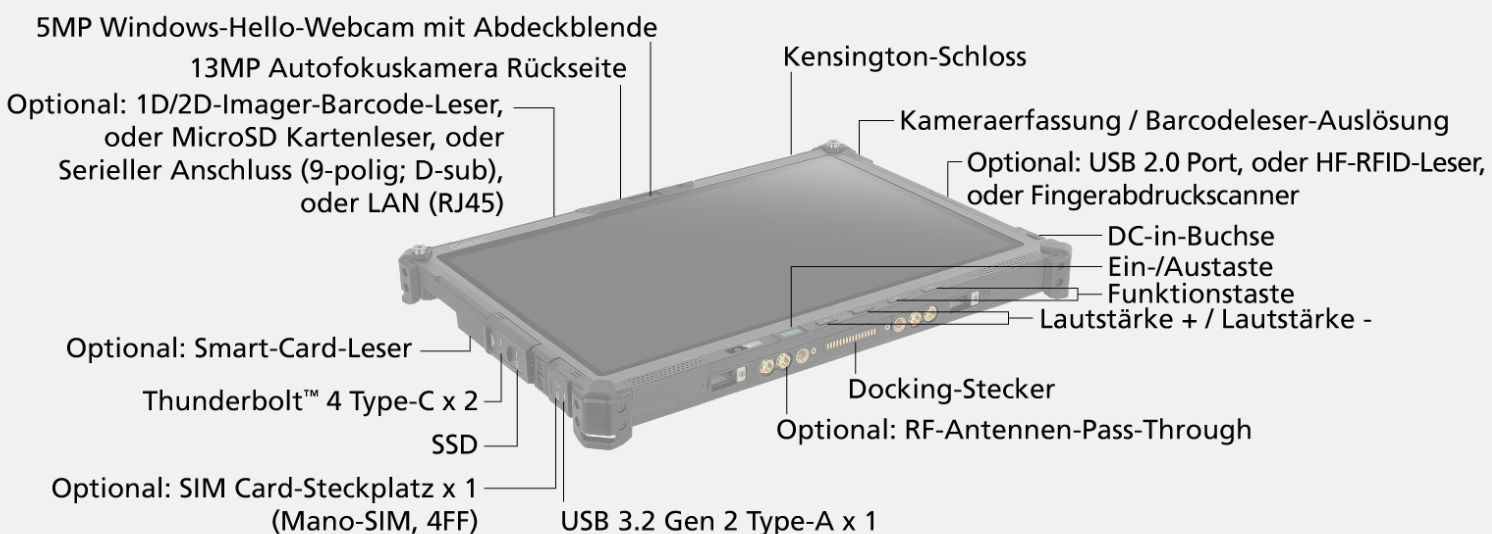 5MP Windows-Hello-Webcam mit Abdeckblende
13MP Autofokuskamera Rückseite
Optional: 1D/2D-Imager-Barcode-Leser,
oder MicroSD Kartenleser, oder
Serieller Anschluss (9-polig; D-sub),
oder LAN (RJ45)
Kensington-Schloss
Kameraerfassung / Barcodeleser-Auslösung
Optional: USB 2.0 Port, oder HF-RFID-Leser,
oder Fingerabdruckscanner
DC-in-Buchse
Ein-/Austaste
Funktionstaste
Lautstärke + / Lautstärke -
Getac
Optional: Smart-Card-Leser
Thunderbolt™ 4 Type-C x 2
SSD
Optional: SIM Card-Steckplatz x 1
(Mano-SIM, 4FF)
USB 3.2 Gen 2 Type-A x 1
Docking-Stecker
Optional: RF-Antennen-Pass-Through